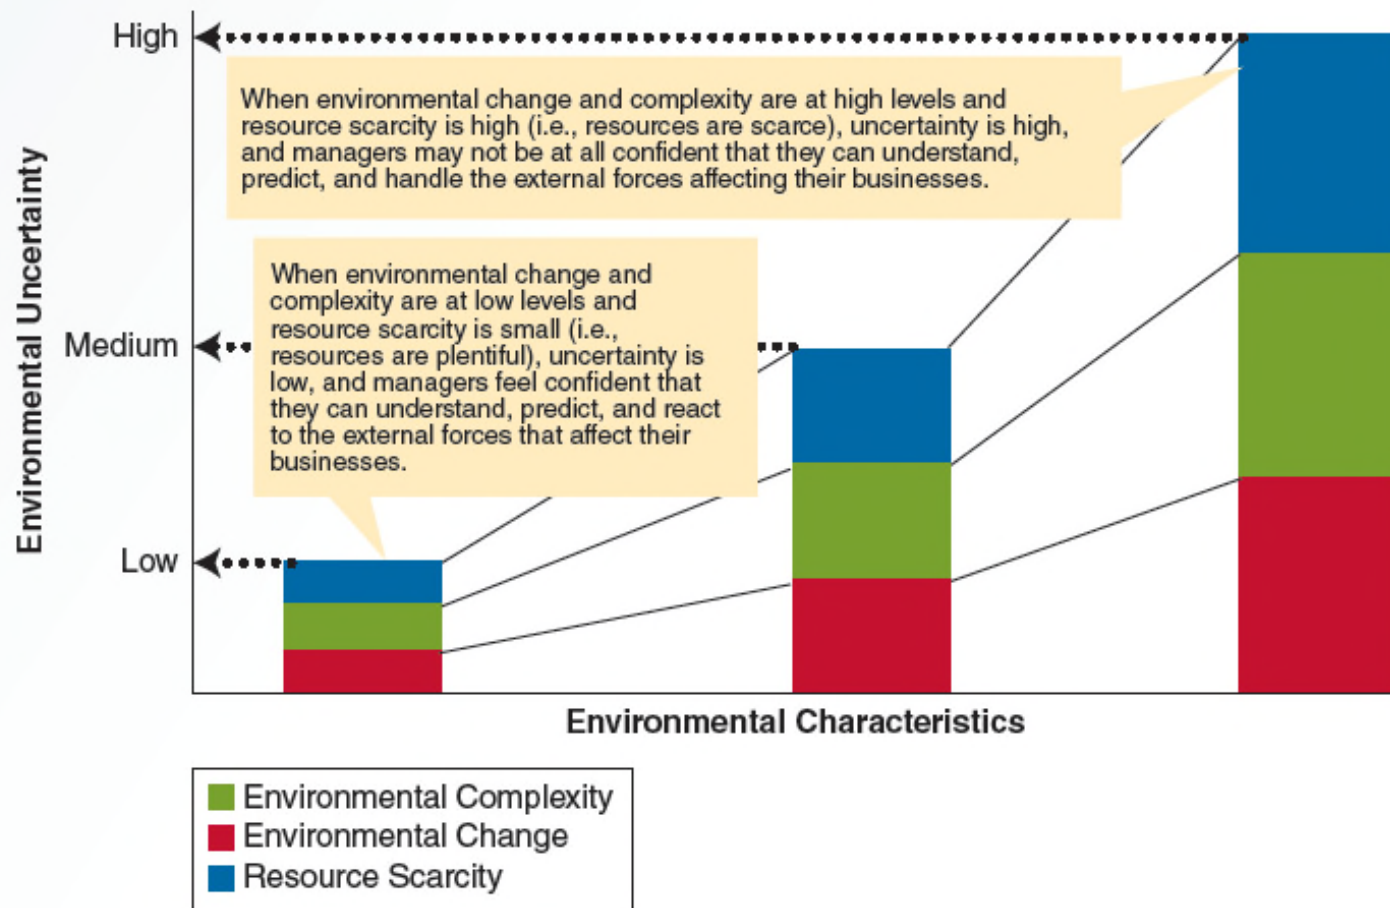 High
When environmental change and complexity are at high levels and
resource scarcity is high (i.e., resources are scarce), uncertainty is high,
and managers may not be at all confident that they can understand,
predict, and handle the external forces affecting their businesses.
Environmental Uncertainty
When environmental change and
complexity are at low levels and
resource scarcity is small (i.e.,
resources are plentiful), uncertainty is
low, and managers feel confident that
they can understand, predict, and react
to the external forces that affect their
businesses.
Medium
Low
Environmental Characteristics
Environmental Complexity
Environmental Change
Resource Scarcity